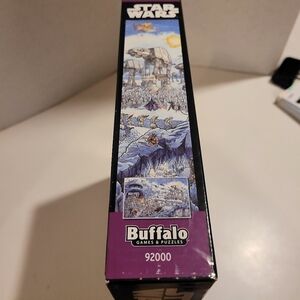 STAR
WARS
Buffalo
GAMES & PUZZLES
92000